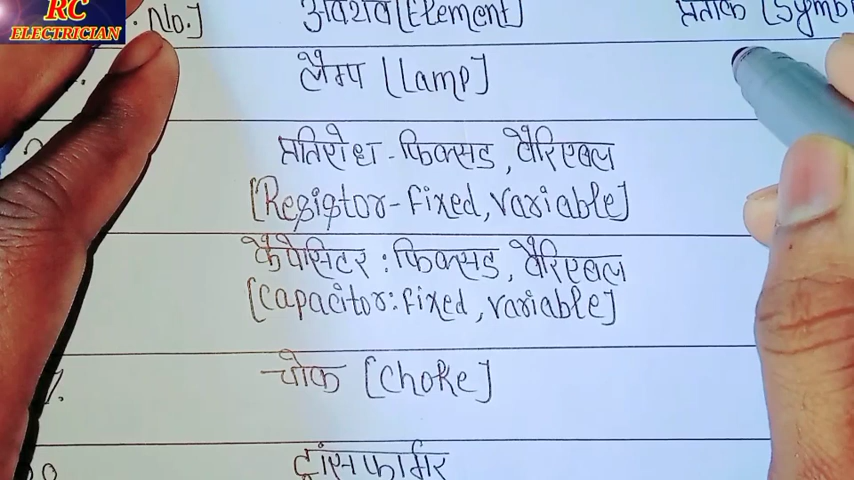 RC
ELECTRICIAN
No.] अवयव [Element] प्रतीक [Symb
लैम्प [Lamp]
प्रतिरोध - फिक्सड, वैरिएबल
[Resistor - fixed, variable]
कैपेसिटर : फिक्सड, वैरिएबल
[Capacitor : fixed, variable]
चोक [Choke]
ट्रांसफार्मर